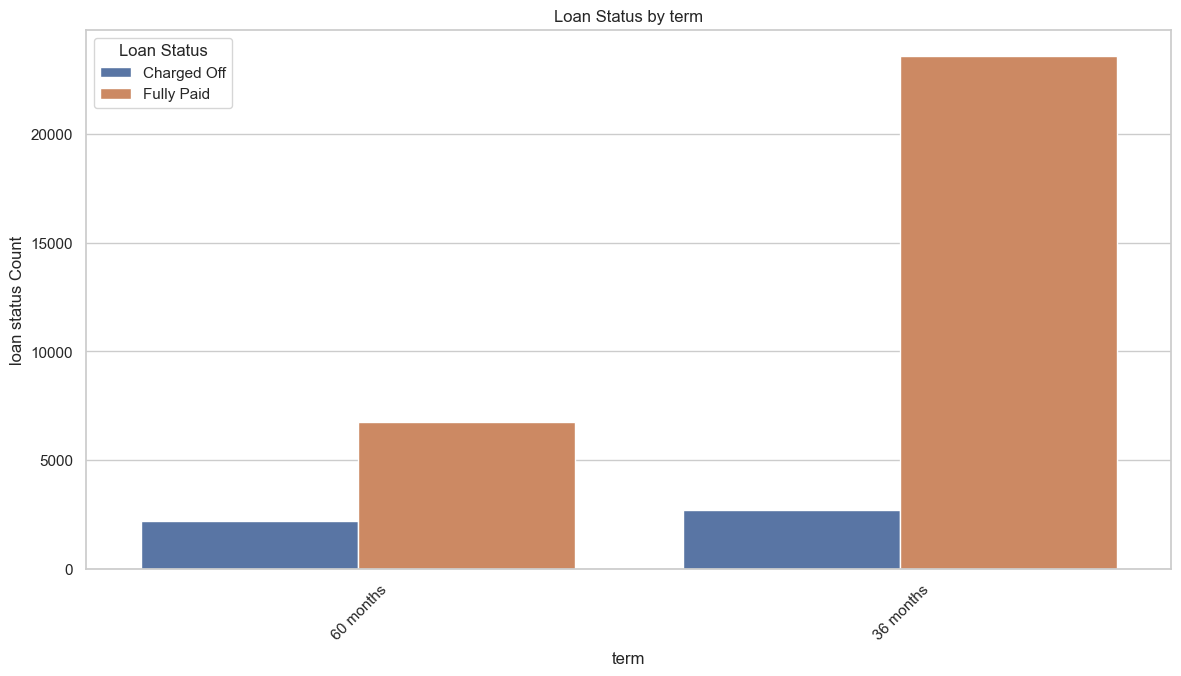 Loan Status by term
Loan Status
Charged Off
Fully Paid
loan status Count
20000
15000
10000
5000
0
60 months
36 months
term